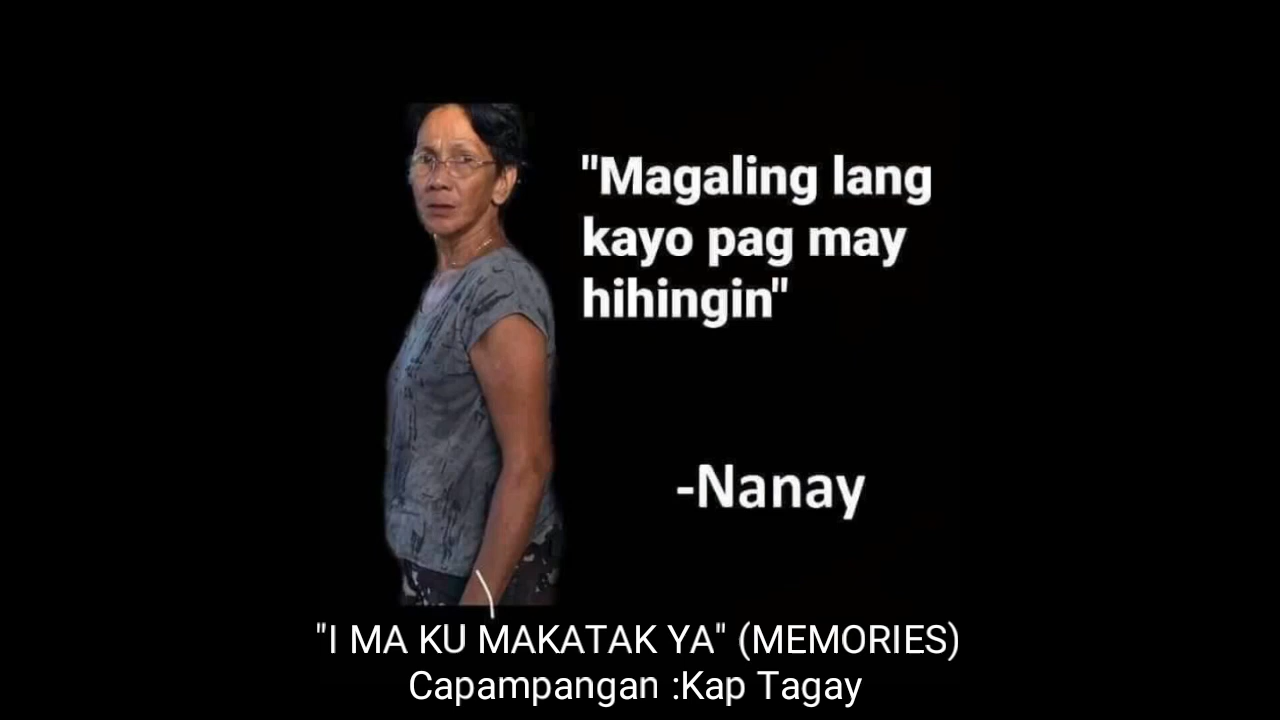 "Magaling lang
kayo pag may
hihingin"
-Nanay
"I MA KU MAKATAK YA" (MEMORIES)
Capampangan :Kap Tagay